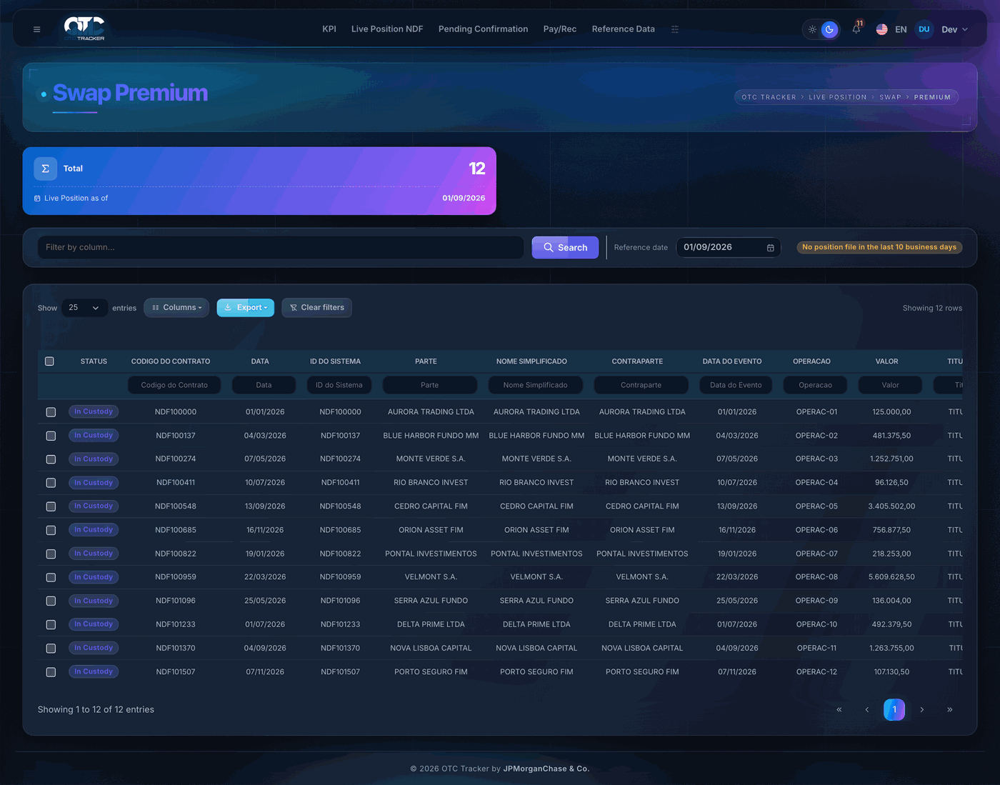 OTC TRACKER KPI Live Position NDF Pending Confirmation Pay/Rec Reference Data 11 EN DU Dev
Swap Premium
OTC TRACKER > LIVE POSITION > SWAP > PREMIUM
Σ Total 12
Live Position as of 01/09/2026
Filter by column... Search Reference date 01/09/2026 No position file in the last 10 business days
Show 25 entries Columns Export Clear filters Showing 12 rows
STATUS CODIGO DO CONTRATO DATA ID DO SISTEMA PARTE NOME SIMPLIFICADO CONTRAPARTE DATA DO EVENTO OPERACAO VALOR TITU
Codigo do Contrato Data ID do Sistema Parte Nome Simplificado Contraparte Data do Evento Operacao Valor Tit
In Custody NDF100000 01/01/2026 NDF100000 AURORA TRADING LTDA AURORA TRADING LTDA AURORA TRADING LTDA 01/01/2026 OPERAC-01 125.000,00 TITU
In Custody NDF100137 04/03/2026 NDF100137 BLUE HARBOR FUNDO MM BLUE HARBOR FUNDO MM BLUE HARBOR FUNDO MM 04/03/2026 OPERAC-02 481.375,50 TITU
In Custody NDF100274 07/05/2026 NDF100274 MONTE VERDE S.A. MONTE VERDE S.A. MONTE VERDE S.A. 07/05/2026 OPERAC-03 1.252.751,00 TITU
In Custody NDF100411 10/07/2026 NDF100411 RIO BRANCO INVEST RIO BRANCO INVEST RIO BRANCO INVEST 10/07/2026 OPERAC-04 96.126,50 TITU
In Custody NDF100548 13/09/2026 NDF100548 CEDRO CAPITAL FIM CEDRO CAPITAL FIM CEDRO CAPITAL FIM 13/09/2026 OPERAC-05 3.405.502,00 TITU
In Custody NDF100685 16/11/2026 NDF100685 ORION ASSET FIM ORION ASSET FIM ORION ASSET FIM 16/11/2026 OPERAC-06 756.877,50 TITU
In Custody NDF100822 19/01/2026 NDF100822 PONTAL INVESTIMENTOS PONTAL INVESTIMENTOS PONTAL INVESTIMENTOS 19/01/2026 OPERAC-07 218.253,00 TITU
In Custody NDF100959 22/03/2026 NDF100959 VELMONT S.A. VELMONT S.A. VELMONT S.A. 22/03/2026 OPERAC-08 5.609.628,50 TITU
In Custody NDF101096 25/05/2026 NDF101096 SERRA AZUL FUNDO SERRA AZUL FUNDO SERRA AZUL FUNDO 25/05/2026 OPERAC-09 136.004,00 TITU
In Custody NDF101233 01/07/2026 NDF101233 DELTA PRIME LTDA DELTA PRIME LTDA DELTA PRIME LTDA 01/07/2026 OPERAC-10 492.379,50 TITU
In Custody NDF101370 04/09/2026 NDF101370 NOVA LISBOA CAPITAL NOVA LISBOA CAPITAL NOVA LISBOA CAPITAL 04/09/2026 OPERAC-11 1.263.755,00 TITU
In Custody NDF101507 07/11/2026 NDF101507 PORTO SEGURO FIM PORTO SEGURO FIM PORTO SEGURO FIM 07/11/2026 OPERAC-12 107.130,50 TITU
Showing 1 to 12 of 12 entries « ‹ 1 › »
© 2026 OTC Tracker by JPMorganChase & Co.